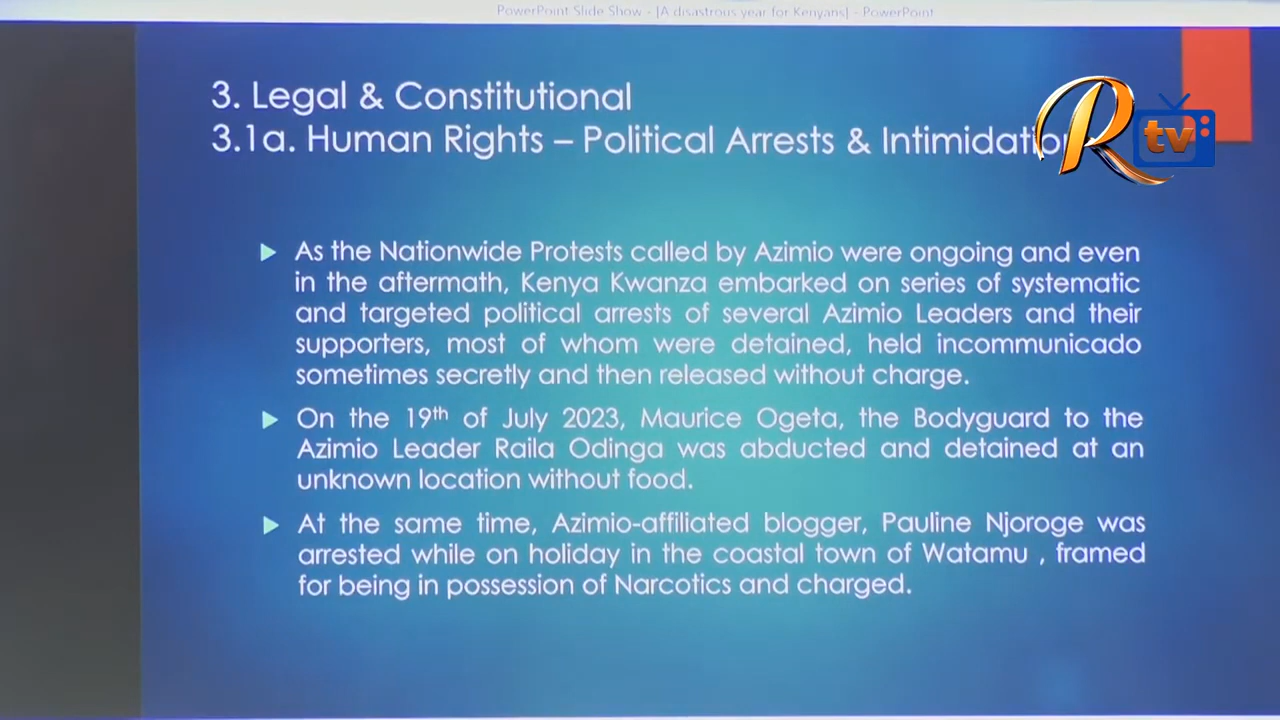 PowerPoint Slide Show - [A disastrous year for Kenyans] - PowerPoint
3. Legal & Constitutional
3.1a. Human Rights – Political Arrests & Intimidation
R tv
▶ As the Nationwide Protests called by Azimio were ongoing and even
in the aftermath, Kenya Kwanza embarked on series of systematic
and targeted political arrests of several Azimio Leaders and their
supporters, most of whom were detained, held incommunicado
sometimes secretly and then released without charge.
▶ On the 19th of July 2023, Maurice Ogeta, the Bodyguard to the
Azimio Leader Raila Odinga was abducted and detained at an
unknown location without food.
▶ At the same time, Azimio-affiliated blogger, Pauline Njoroge was
arrested while on holiday in the coastal town of Watamu , framed
for being in possession of Narcotics and charged.